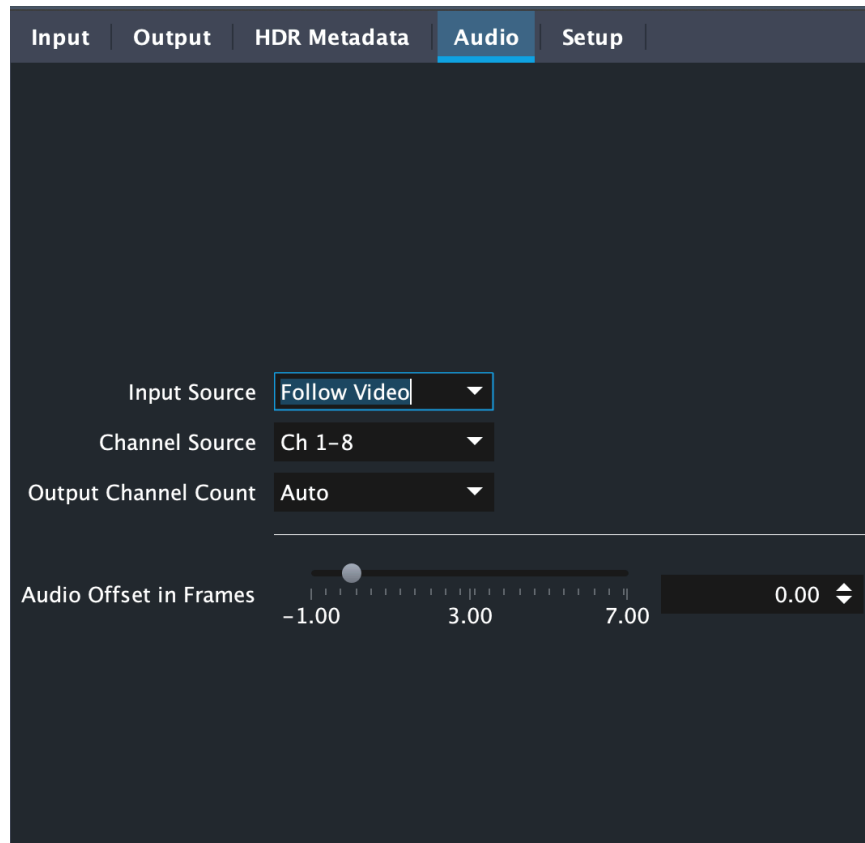 Input Output HDR Metadata Audio Setup
Input Source Follow Video
Channel Source Ch 1–8
Output Channel Count Auto
Audio Offset in Frames 0.00
–1.00 3.00 7.00